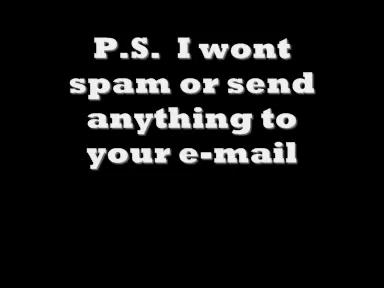 P.S.  I wont
spam or send
anything to
your e-mail